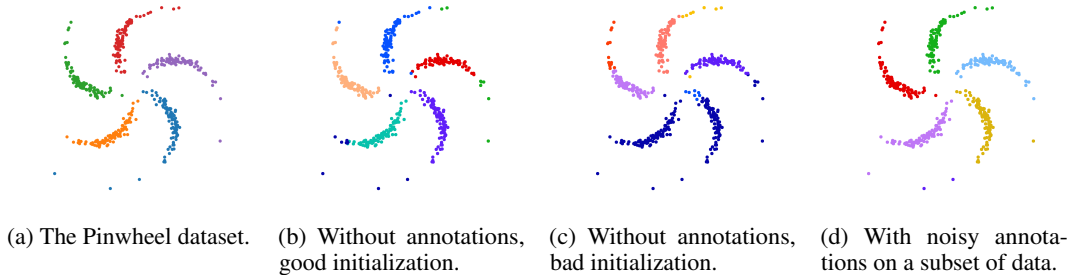 (a) The Pinwheel dataset.
(b) Without annotations,
good initialization.
(c) Without annotations,
bad initialization.
(d) With noisy annota-
tions on a subset of data.